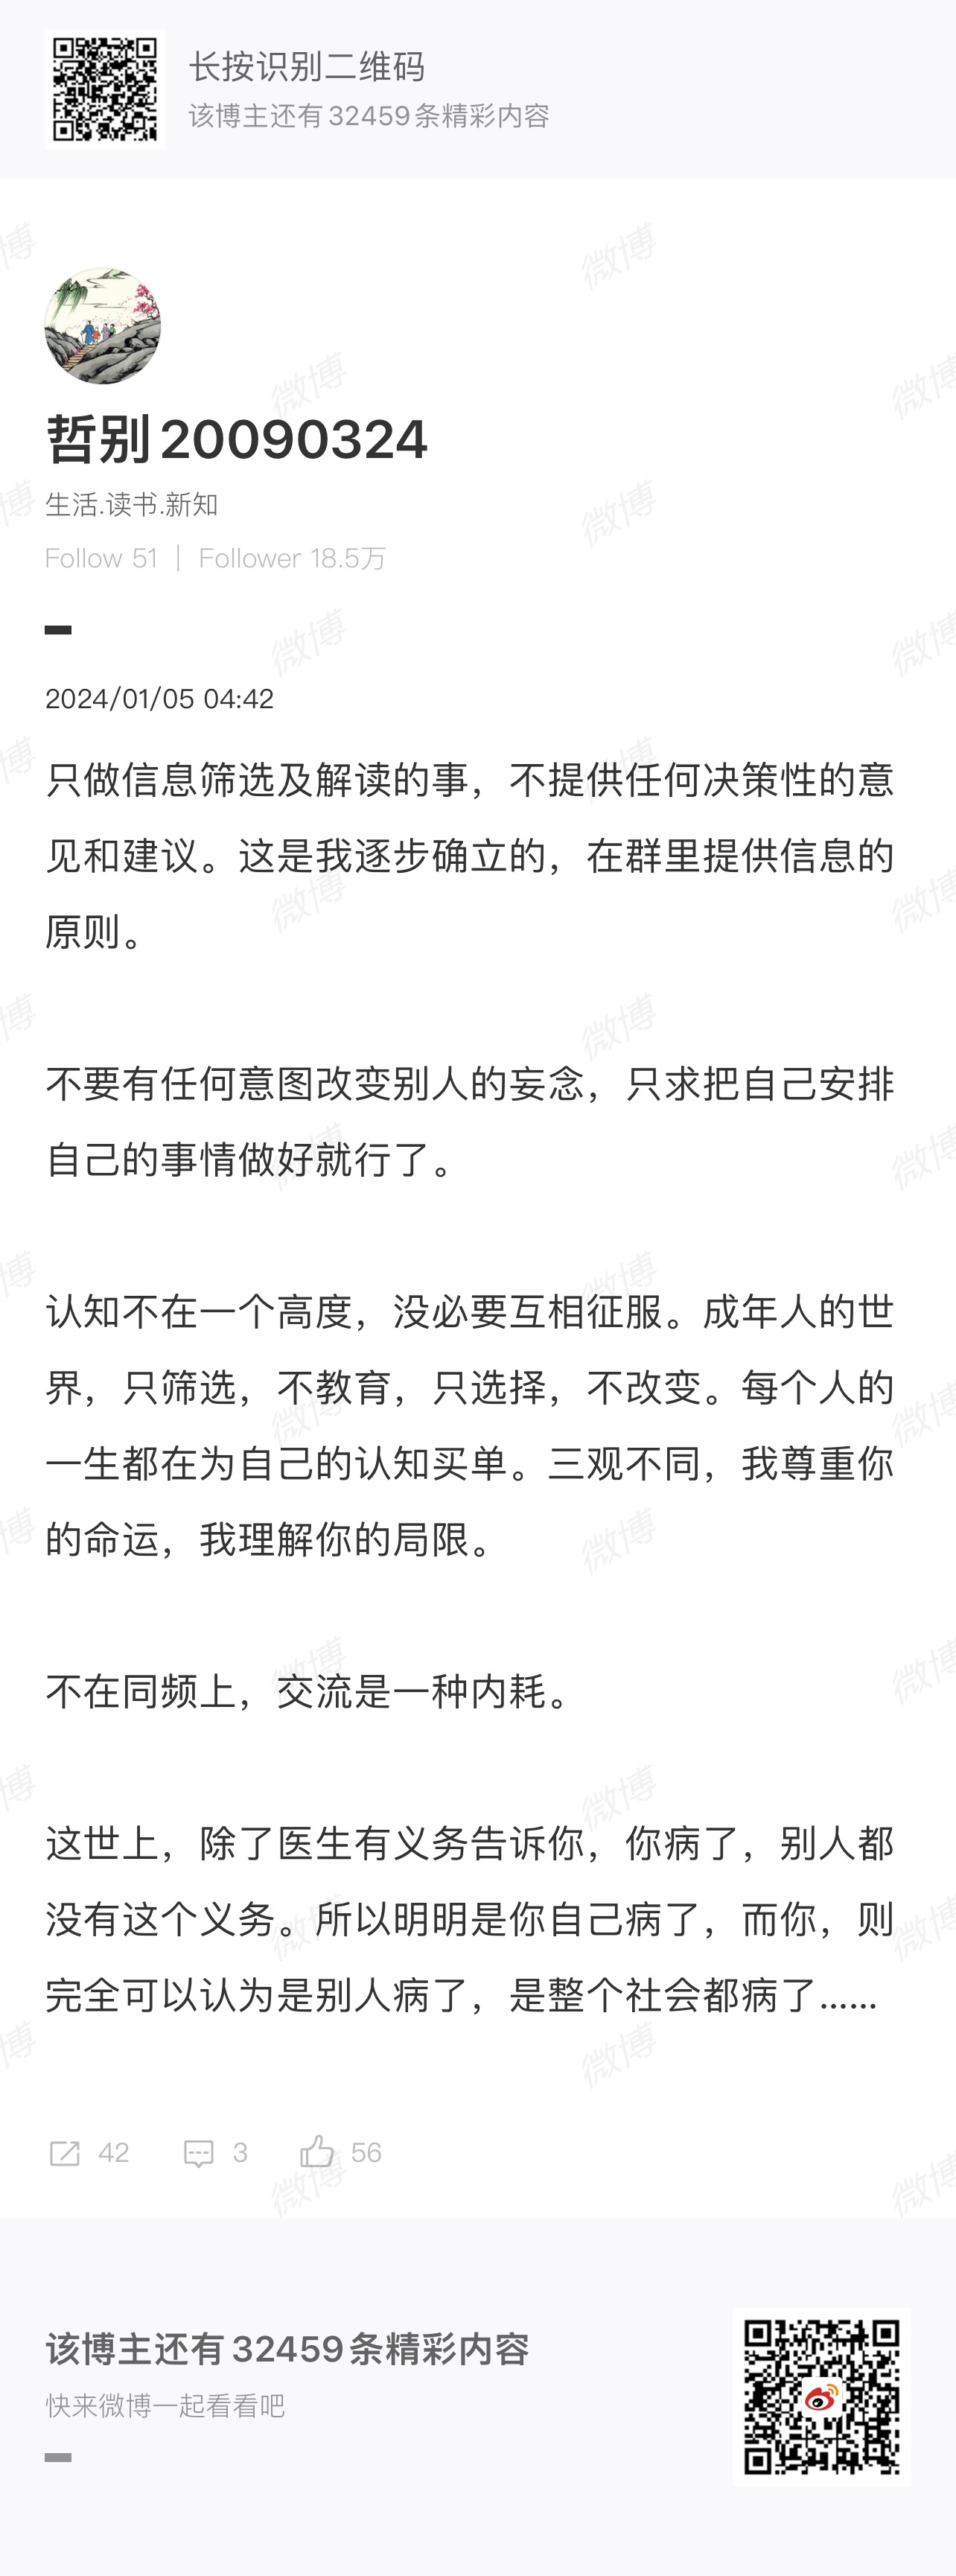 长按识别二维码
该博主还有32459条精彩内容
哲别20090324
生活.读书.新知
Follow 51 | Follower 18.5万
2024/01/05 04:42
只做信息筛选及解读的事，不提供任何决策性的意
见和建议。这是我逐步确立的，在群里提供信息的
原则。
不要有任何意图改变别人的妄念，只求把自己安排
自己的事情做好就行了。
认知不在一个高度，没必要互相征服。成年人的世
界，只筛选，不教育，只选择，不改变。每个人的
一生都在为自己的认知买单。三观不同，我尊重你
的命运，我理解你的局限。
不在同频上，交流是一种内耗。
这世上，除了医生有义务告诉你，你病了，别人都
没有这个义务。所以明明是你自己病了，而你，则
完全可以认为是别人病了，是整个社会都病了……
42 3 56
该博主还有32459条精彩内容
快来微博一起看看吧
微博